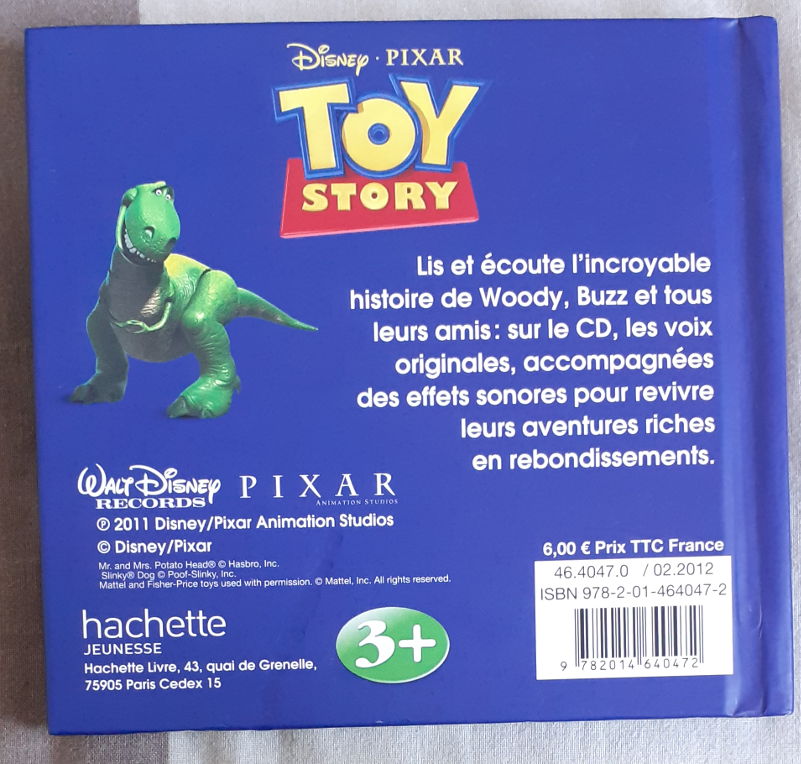 Disney · PIXAR
TOY
STORY
Lis et écoute l'incroyable
histoire de Woody, Buzz et tous
leurs amis : sur le CD, les voix
originales, accompagnées
des effets sonores pour revivre
leurs aventures riches
en rebondissements.
WALT DISNEY
RECORDS
PIXAR
ANIMATION STUDIOS
℗ 2011 Disney/Pixar Animation Studios
© Disney/Pixar
Mr. and Mrs. Potato Head® © Hasbro, Inc.
Slinky® Dog © Poof-Slinky, Inc.
Mattel and Fisher-Price toys used with permission. © Mattel, Inc. All rights reserved.
hachette
JEUNESSE
Hachette Livre, 43, quai de Grenelle,
75905 Paris Cedex 15
3+
6,00 € Prix TTC France
46.4047.0 / 02.2012
ISBN 978-2-01-464047-2
9 782014 640472